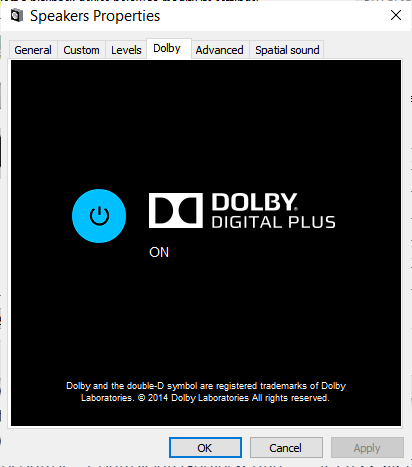 Speakers Properties
General Custom Levels Dolby Advanced Spatial sound
DOLBY®
DIGITAL PLUS
ON
Dolby and the double-D symbol are registered trademarks of Dolby
Laboratories. © 2014 Dolby Laboratories All rights reserved.
OK Cancel Apply